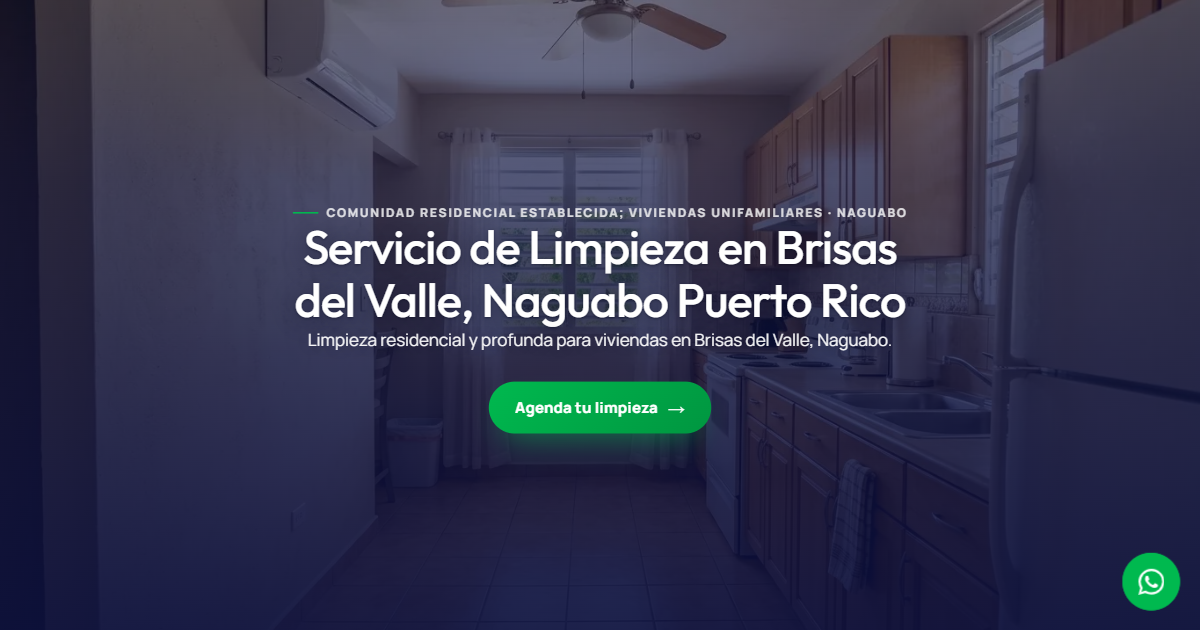 COMUNIDAD RESIDENCIAL ESTABLECIDA; VIVIENDAS UNIFAMILIARES · NAGUABO
Servicio de Limpieza en Brisas
del Valle, Naguabo Puerto Rico
Limpieza residencial y profunda para viviendas en Brisas del Valle, Naguabo.
Agenda tu limpieza →